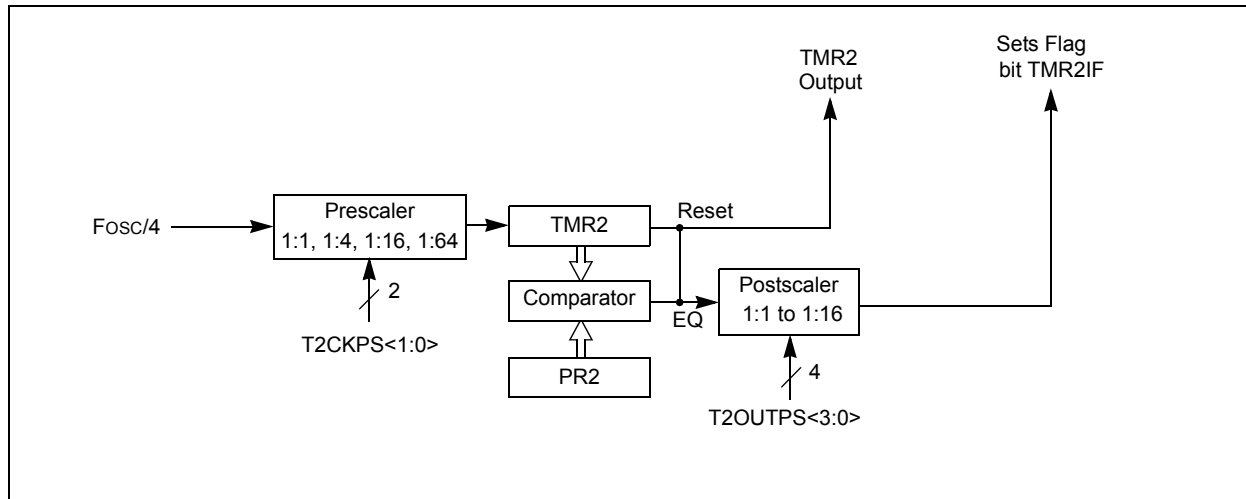 TMR2
Output
Sets Flag
bit TMR2IF
FOSC/4
Prescaler
1:1, 1:4, 1:16, 1:64
TMR2
Reset
2
Comparator
EQ
Postscaler
1:1 to 1:16
T2CKPS<1:0>
PR2
4
T2OUTPS<3:0>